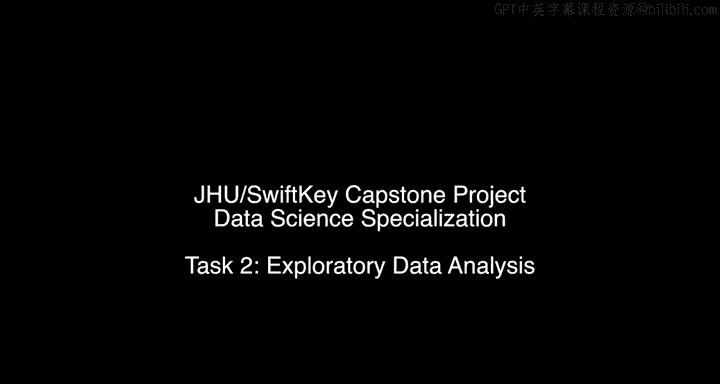 GPT中英字幕课程资源@bilibili.com
JHU/SwiftKey Capstone Project
Data Science Specialization
Task 2: Exploratory Data Analysis